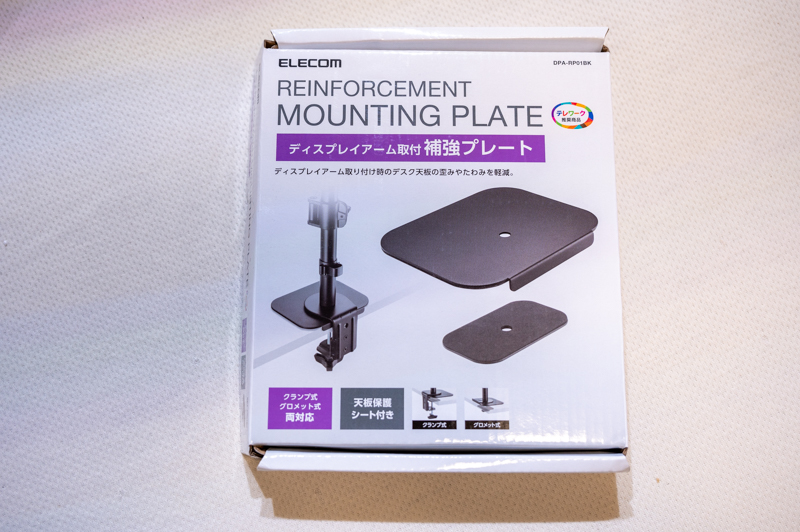 ELECOM
DPA-RP01BK
REINFORCEMENT
MOUNTING PLATE
テレワーク
推奨商品
ディスプレイアーム取付 補強プレート
ディスプレイアーム取り付け時のデスク天板の歪みやたわみを軽減。
クランプ式
グロメット式
両対応
天板保護
シート付き
クランプ式
グロメット式